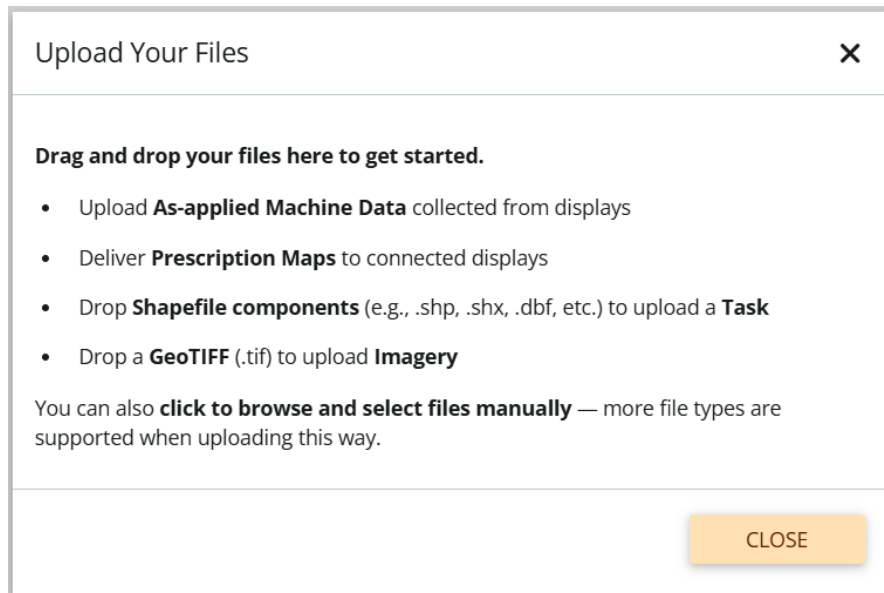 Upload Your Files
Drag and drop your files here to get started.
• Upload As-applied Machine Data collected from displays
• Deliver Prescription Maps to connected displays
• Drop Shapefile components (e.g., .shp, .shx, .dbf, etc.) to upload a Task
• Drop a GeoTIFF (.tif) to upload Imagery
You can also click to browse and select files manually — more file types are
supported when uploading this way.
CLOSE